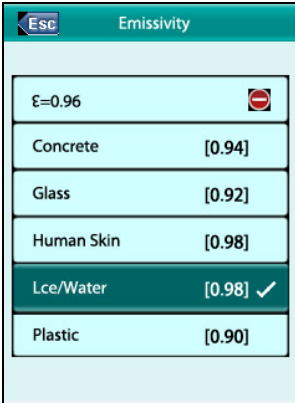 Esc Emissivity
ε=0.96
Concrete [0.94]
Glass [0.92]
Human Skin [0.98]
Lce/Water [0.98]
Plastic [0.90]